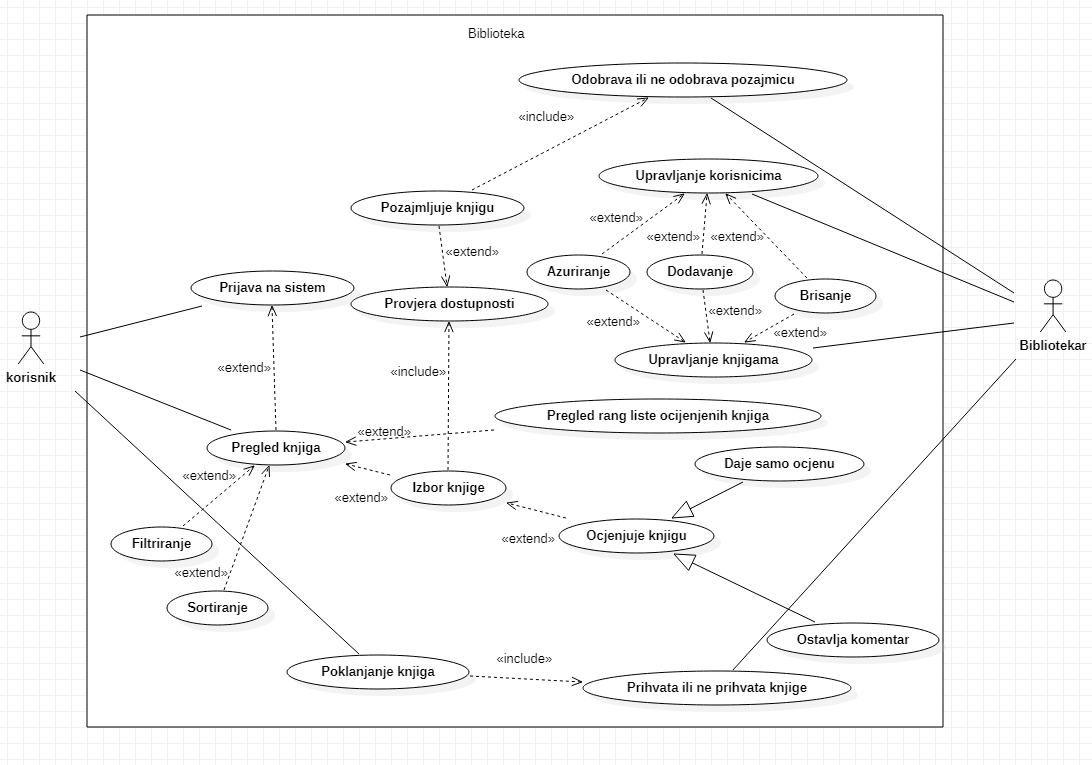 Biblioteka
Odobrava ili ne odobrava pozajmicu
«include»
Upravljanje korisnicima
Pozajmljuje knjigu
«extend»
«extend» «extend»
«extend»
Azuriranje
Dodavanje
Prijava na sistem
Brisanje
Provjera dostupnosti
«extend»
«extend»
«extend»
Bibliotekar
Upravljanje knjigama
«extend»
«include»
korisnik
Pregled rang liste ocijenjenih knjiga
«extend»
Pregled knjiga
Daje samo ocjenu
«extend»
Izbor knjige
«extend»
Ocjenjuje knjigu
«extend»
Filtriranje
«extend»
Sortiranje
Ostavlja komentar
«include»
Poklanjanje knjiga
Prihvata ili ne prihvata knjige